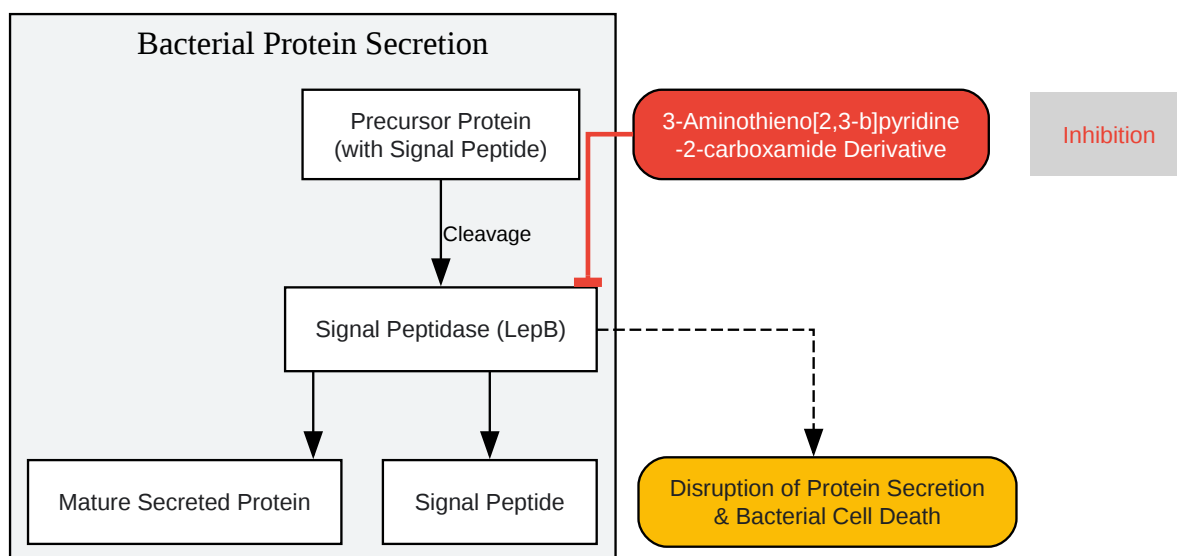 Bacterial Protein Secretion
Precursor Protein
(with Signal Peptide)
3-Aminothieno[2,3-b]pyridine
-2-carboxamide Derivative
Inhibition
Cleavage
Signal Peptidase (LepB)
Mature Secreted Protein
Signal Peptide
Disruption of Protein Secretion
& Bacterial Cell Death